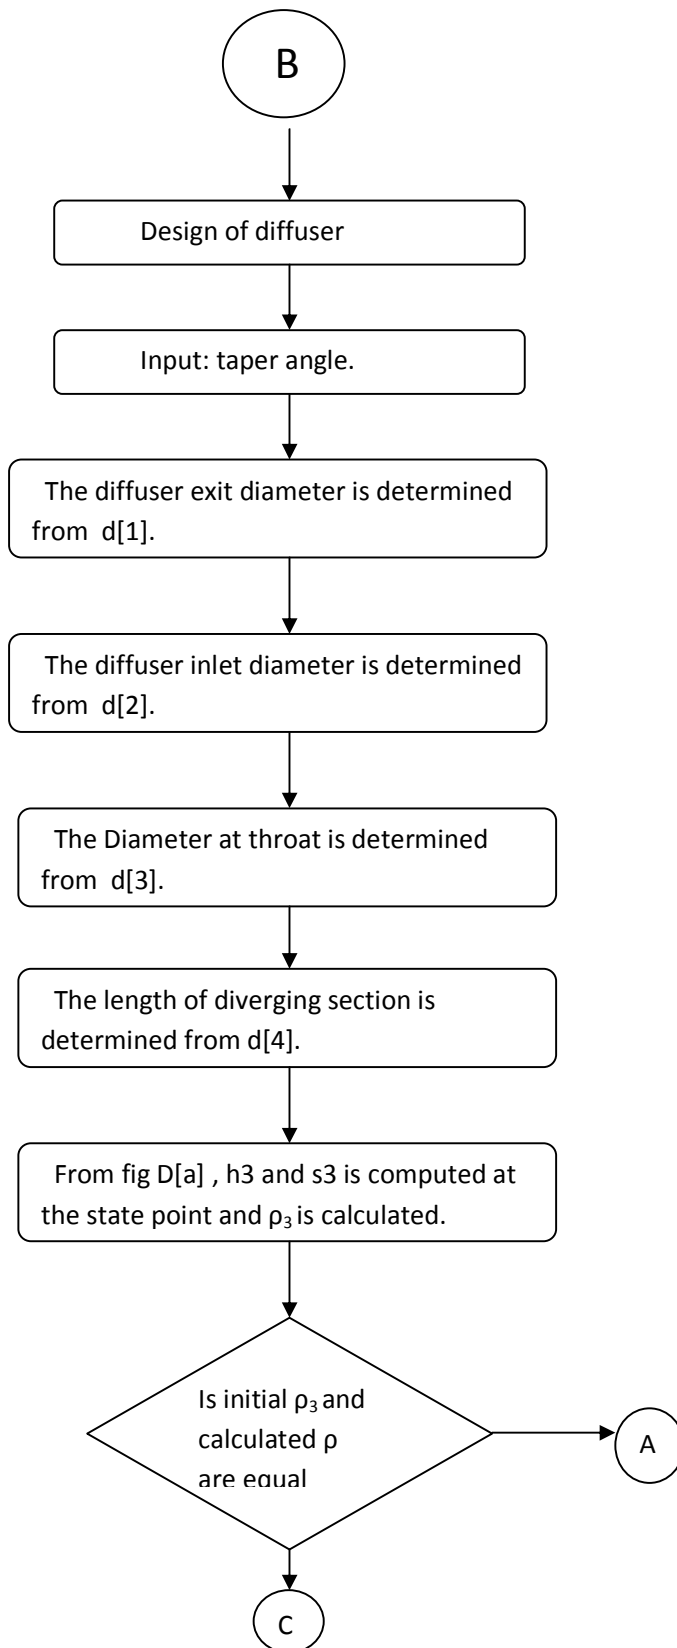 B
Design of diffuser
Input: taper angle.
The diffuser exit diameter is determined
from d[1].
The diffuser inlet diameter is determined
from d[2].
The Diameter at throat is determined
from d[3].
The length of diverging section is
determined from d[4].
From fig D[a] , h3 and s3 is computed at
the state point and ρ₃ is calculated.
Is initial ρ₃ and
calculated ρ
are equal
A
C